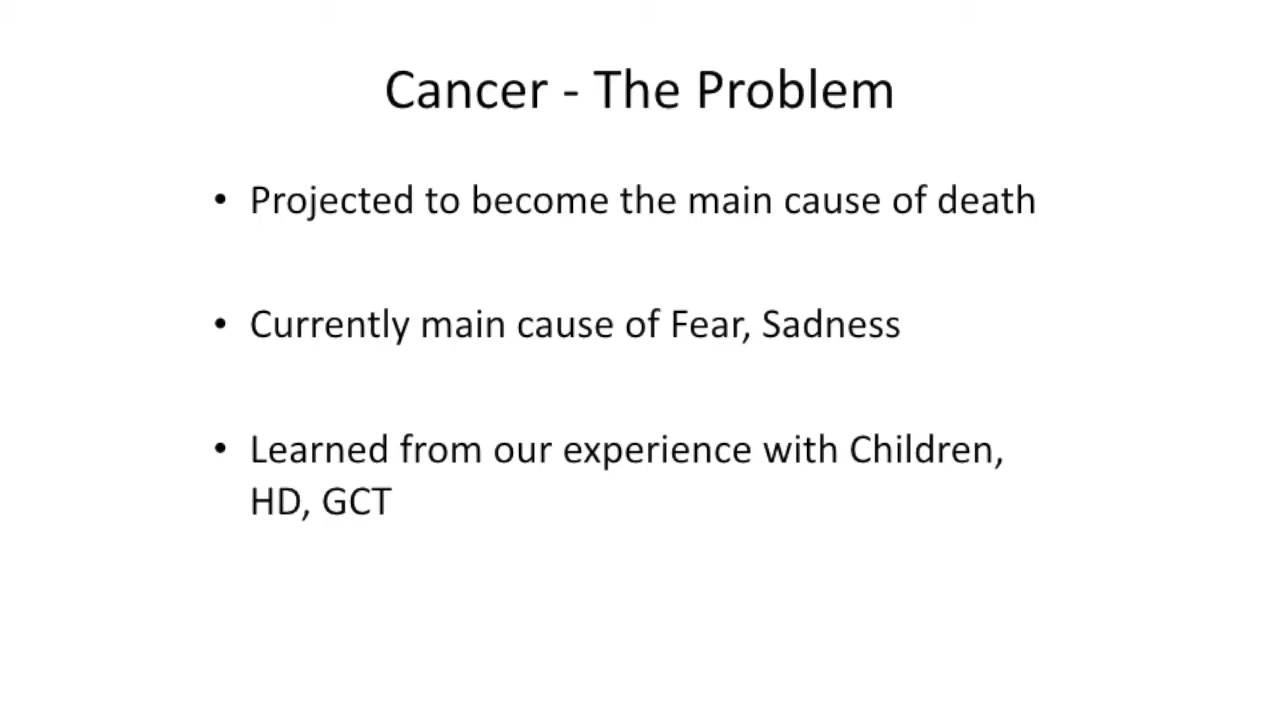 Cancer - The Problem
• Projected to become the main cause of death
• Currently main cause of Fear, Sadness
• Learned from our experience with Children,
HD, GCT